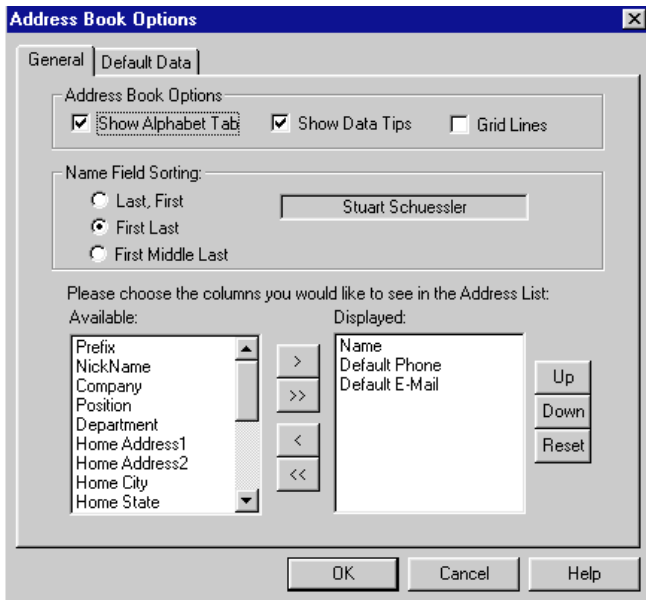 Address Book Options
General
Default Data
Address Book Options
Show Alphabet Tab
Show Data Tips
Grid Lines
Name Field Sorting:
Last, First
First Last
First Middle Last
Stuart Schuessler
Please choose the columns you would like to see in the Address List:
Available:
Prefix
NickName
Company
Position
Department
Home Address1
Home Address2
Home City
Home State
>
>>
<
<<
Displayed:
Name
Default Phone
Default E-Mail
Up
Down
Reset
OK
Cancel
Help